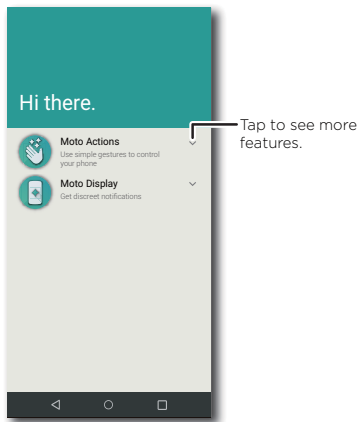 Hi there.
Moto Actions
Use simple gestures to control
your phone
Moto Display
Get discreet notifications
Tap to see more
features.